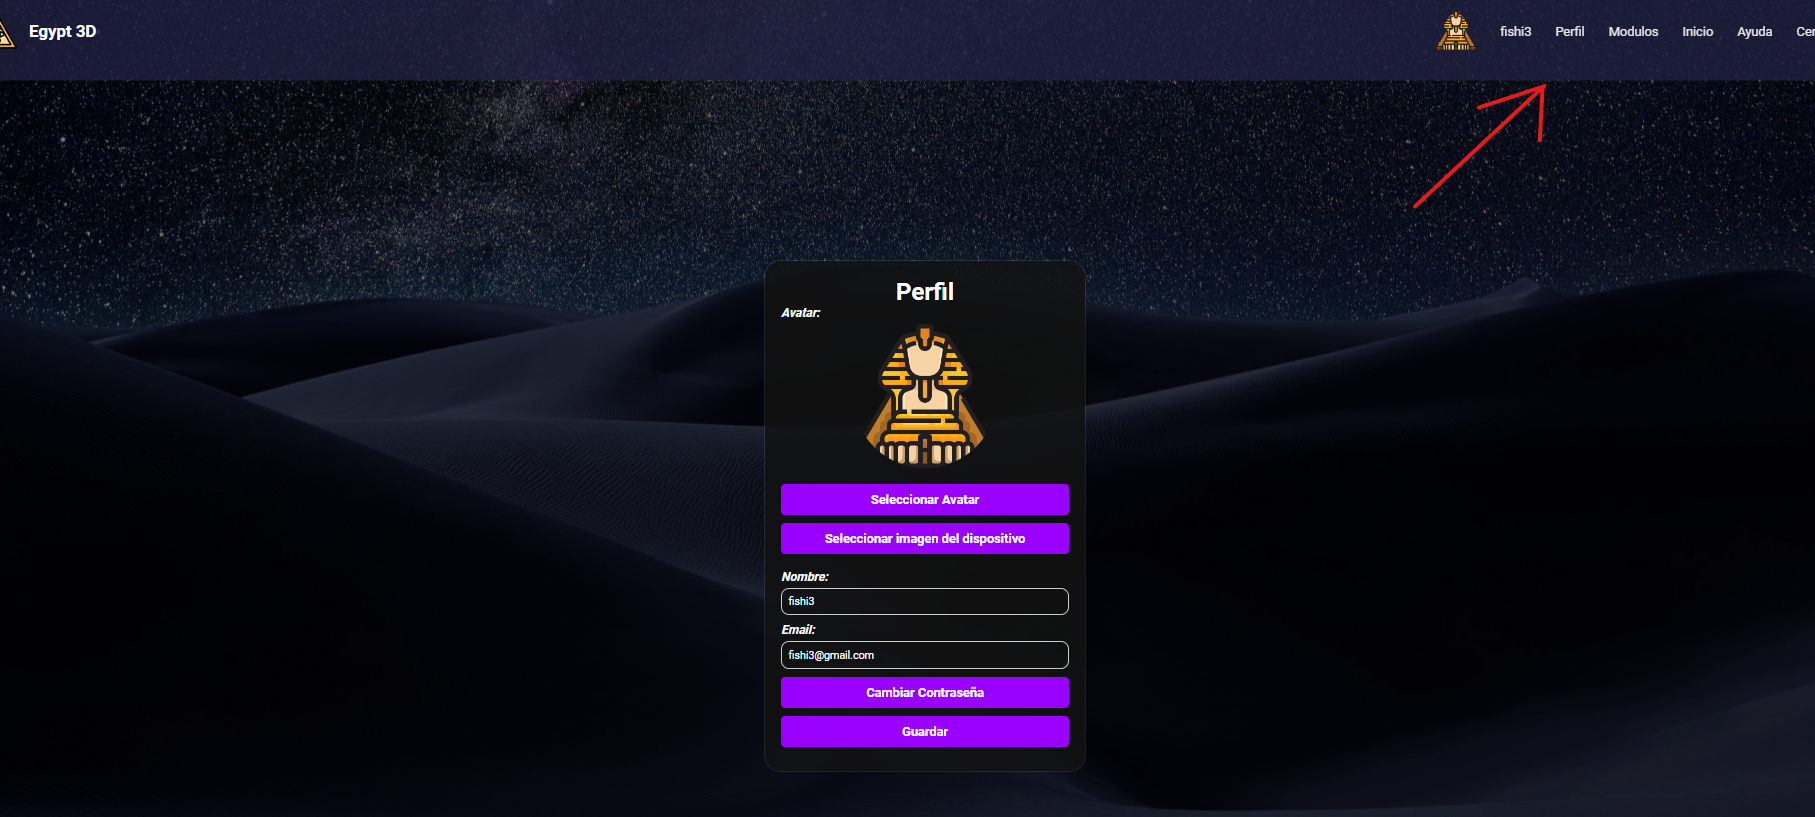 Egypt 3D
fishi3 Perfil Modulos Inicio Ayuda Cer
Perfil
Avatar:
Seleccionar Avatar
Seleccionar imagen del dispositivo
Nombre:
fishi3
Email:
fishi3@gmail.com
Cambiar Contraseña
Guardar